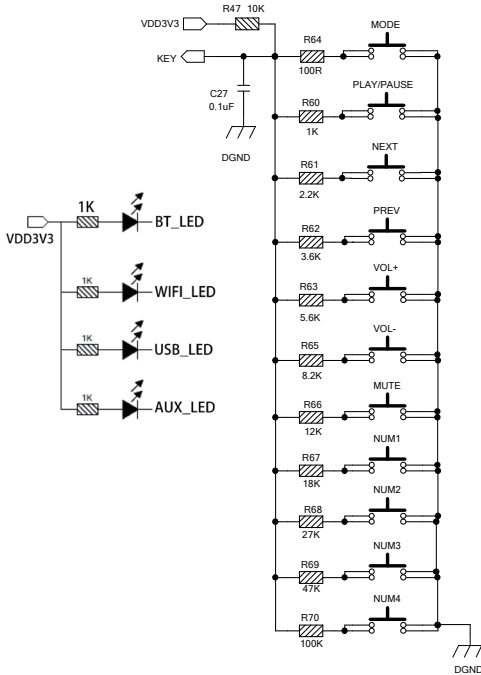 R47 10K
VDD3V3
KEY
C27
0.1uF
DGND
R64
100R
MODE
PLAY/PAUSE
R60
1K
NEXT
R61
2.2K
PREV
R62
3.6K
VOL+
R63
5.6K
VOL-
R65
8.2K
MUTE
R66
12K
NUM1
R67
18K
NUM2
R68
27K
NUM3
R69
47K
NUM4
R70
100K
DGND
VDD3V3
1K
BT_LED
1K
WIFI_LED
1K
USB_LED
1K
AUX_LED